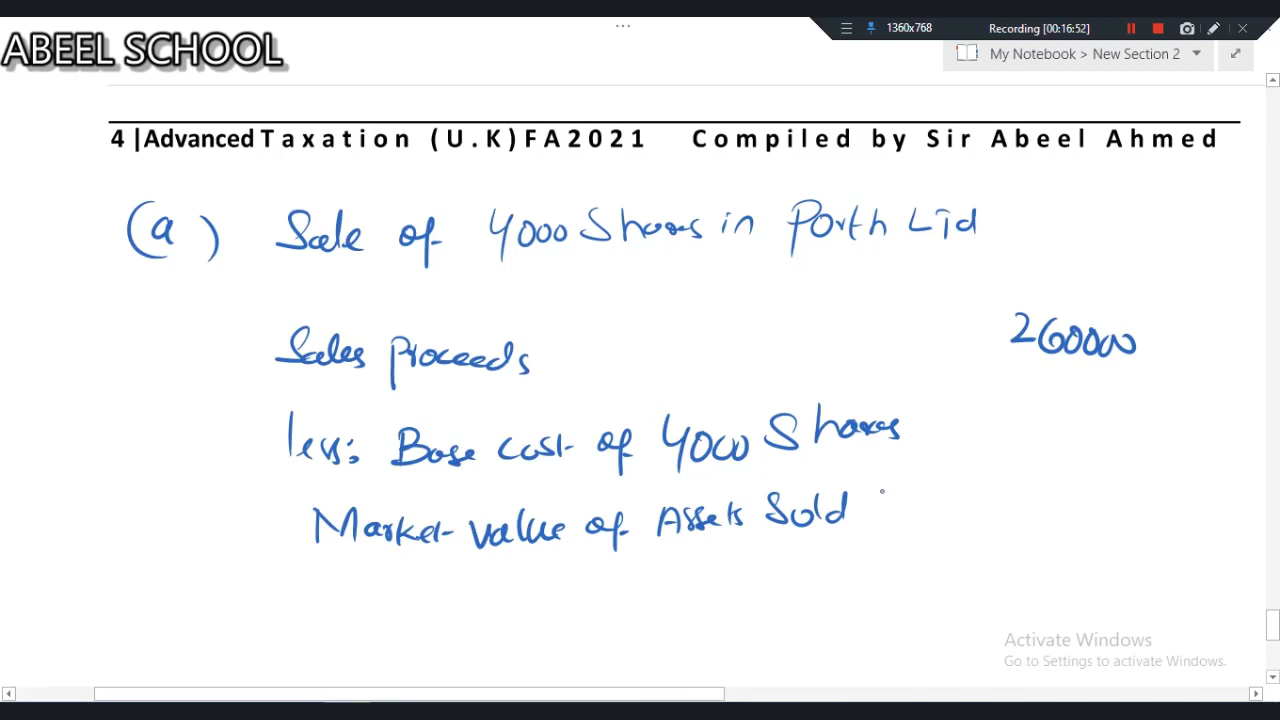 ABEEL SCHOOL
1360x768
Recording [00:16:52]
My Notebook > New Section 2
4 |Advanced Taxation (U.K)FA2021 Compiled by Sir Abeel Ahmed
(a) Sale of 4000 Shares in Porth Ltd
Sales proceeds 260000
less: Base cost of 4000 Shares
Market value of Assets Sold
Activate Windows
Go to Settings to activate Windows.